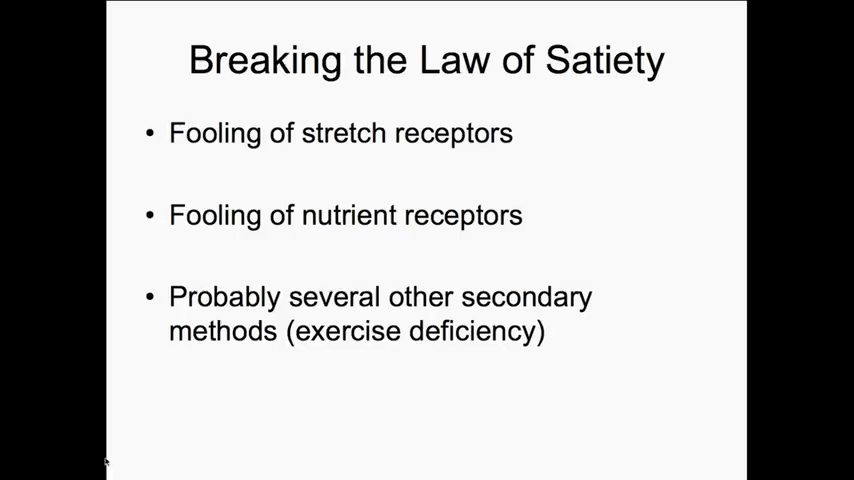 Breaking the Law of Satiety
• Fooling of stretch receptors
• Fooling of nutrient receptors
• Probably several other secondary
methods (exercise deficiency)